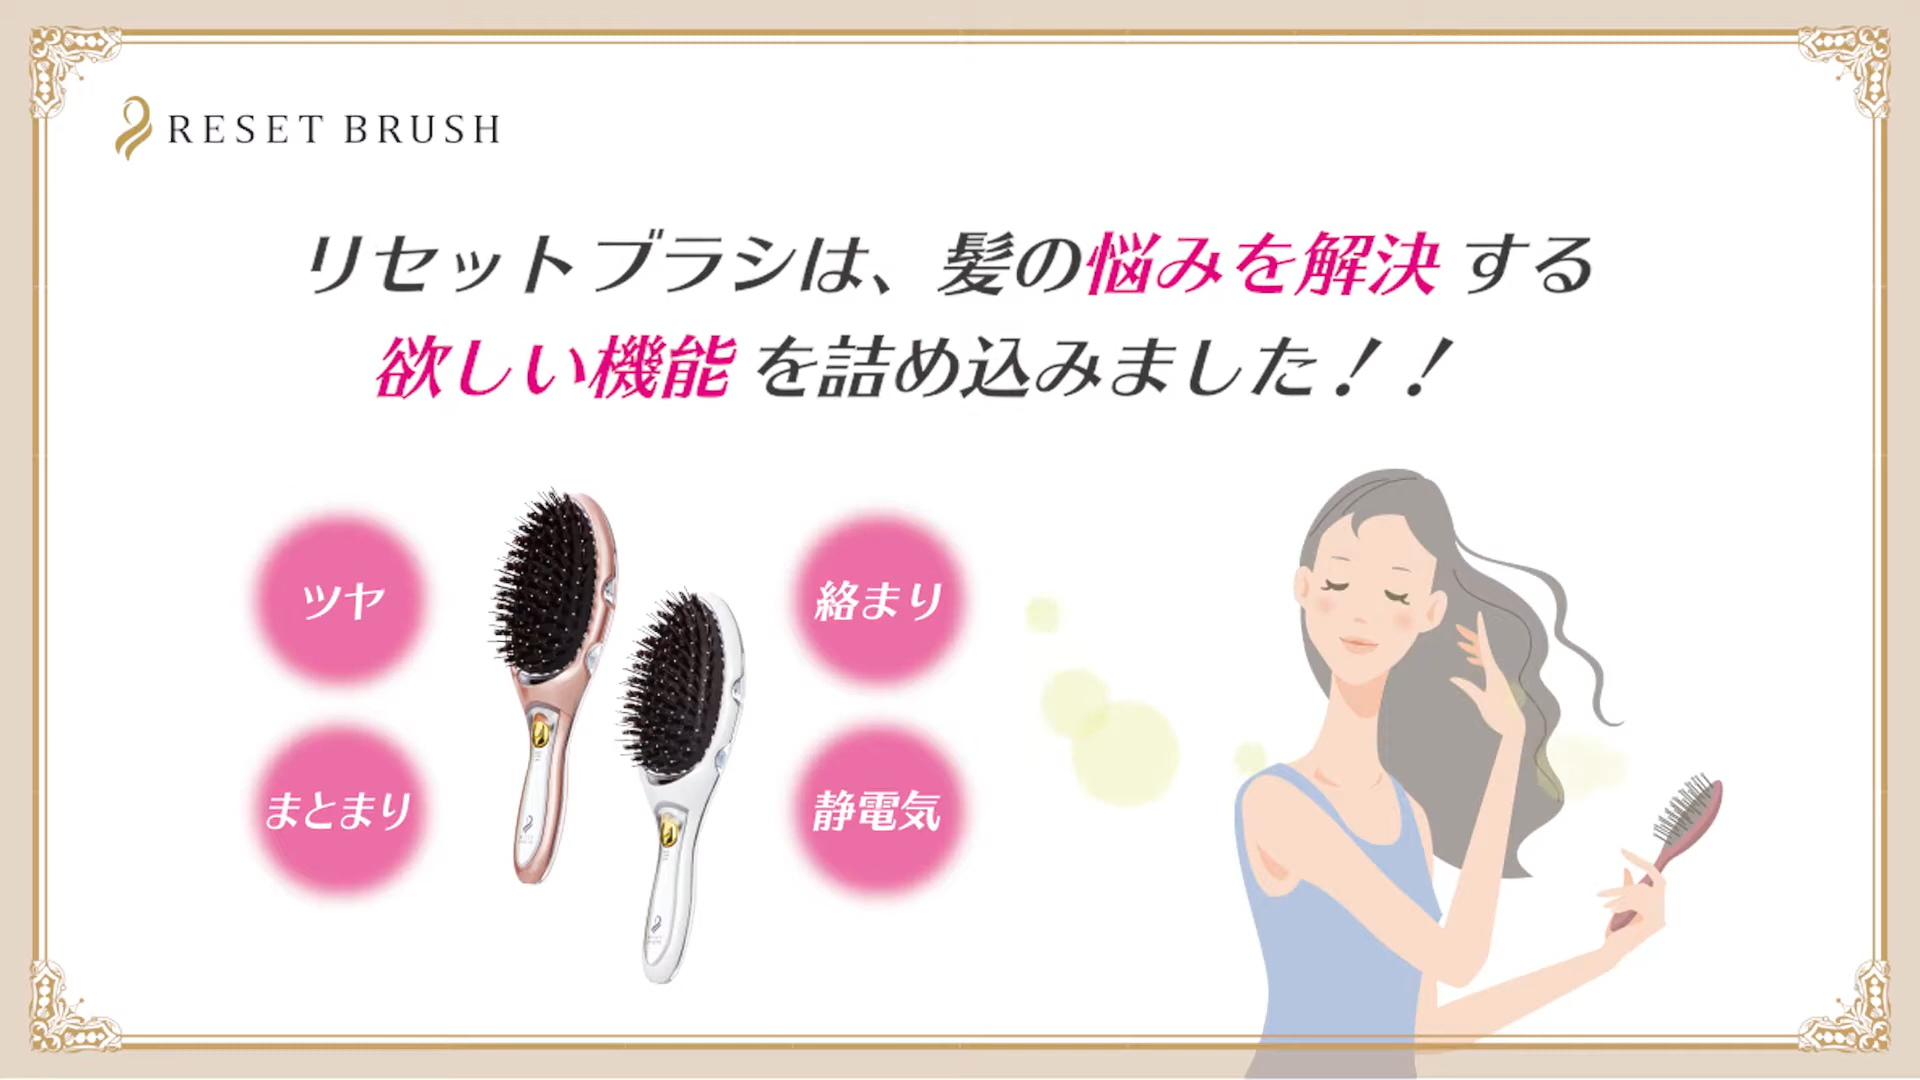 RESET BRUSH
リセットブラシは、髪の悩みを解決する
欲しい機能を詰め込みました！！
ツヤ
絡まり
まとまり
静電気